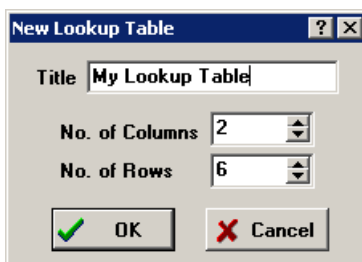 New Lookup Table
Title My Lookup Table
No. of Columns 2
No. of Rows 6
OK Cancel